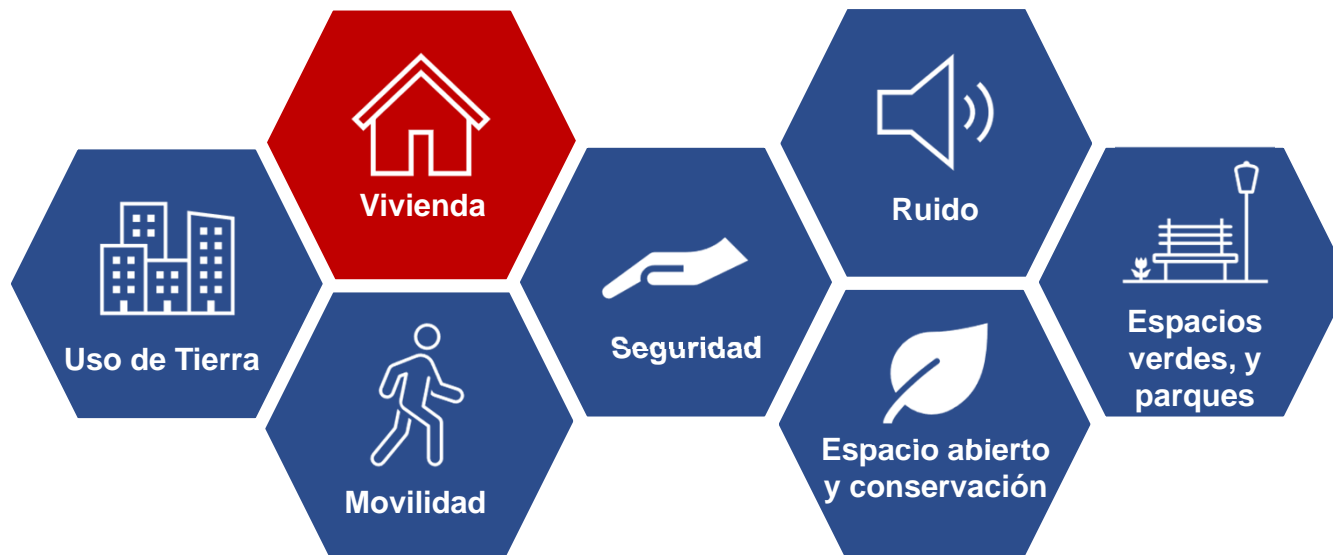 Uso de Tierra
Vivienda
Movilidad
Seguridad
Ruido
Espacio abierto
y conservación
Espacios
verdes, y
parques